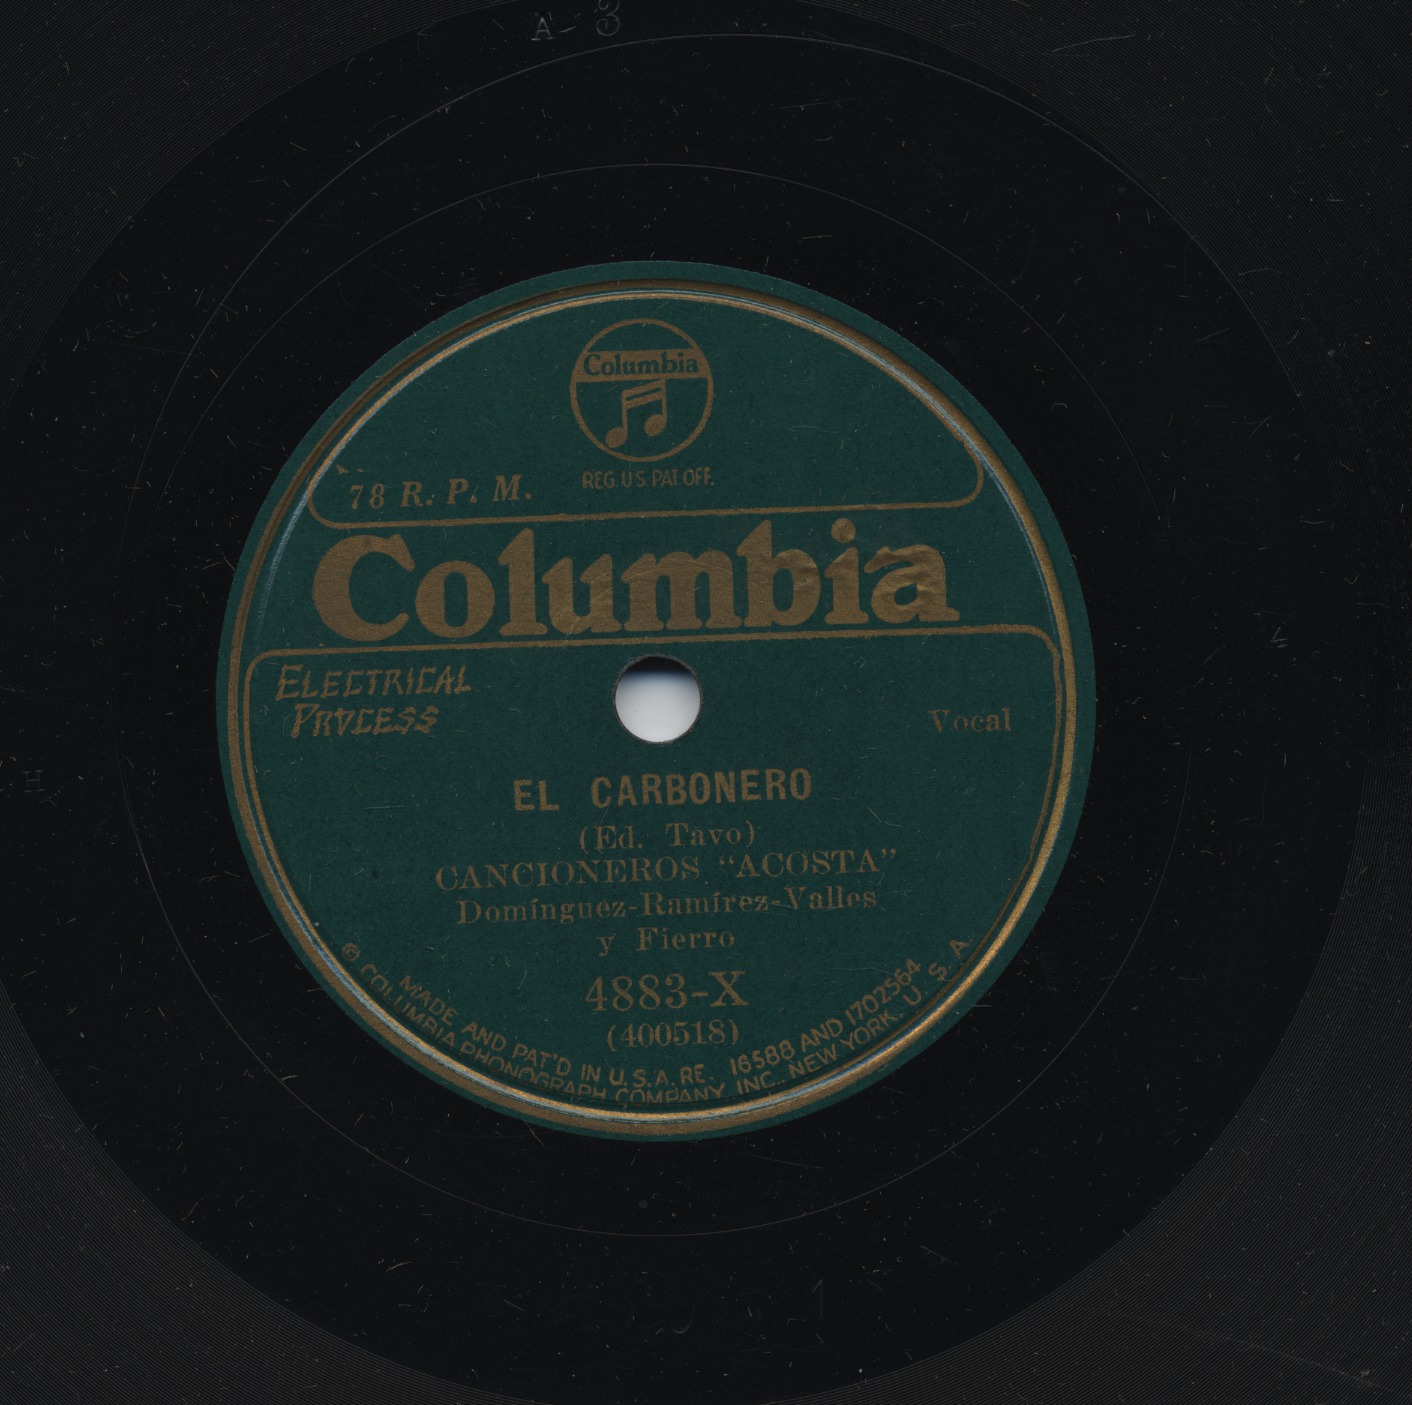 A-3
Columbia
REG. U.S. PAT. OFF.
78 R. P. M.
Columbia
ELECTRICAL
PROCESS
Vocal
EL CARBONERO
(Ed. Tavo)
CANCIONEROS “ACOSTA”
Domínguez-Ramírez-Valles
y Fierro
4883-X
(400518)
MADE AND PAT'D IN U.S.A. RE. 16588 AND 1702564
© COLUMBIA PHONOGRAPH COMPANY, INC., NEW YORK, U. S. A.
H